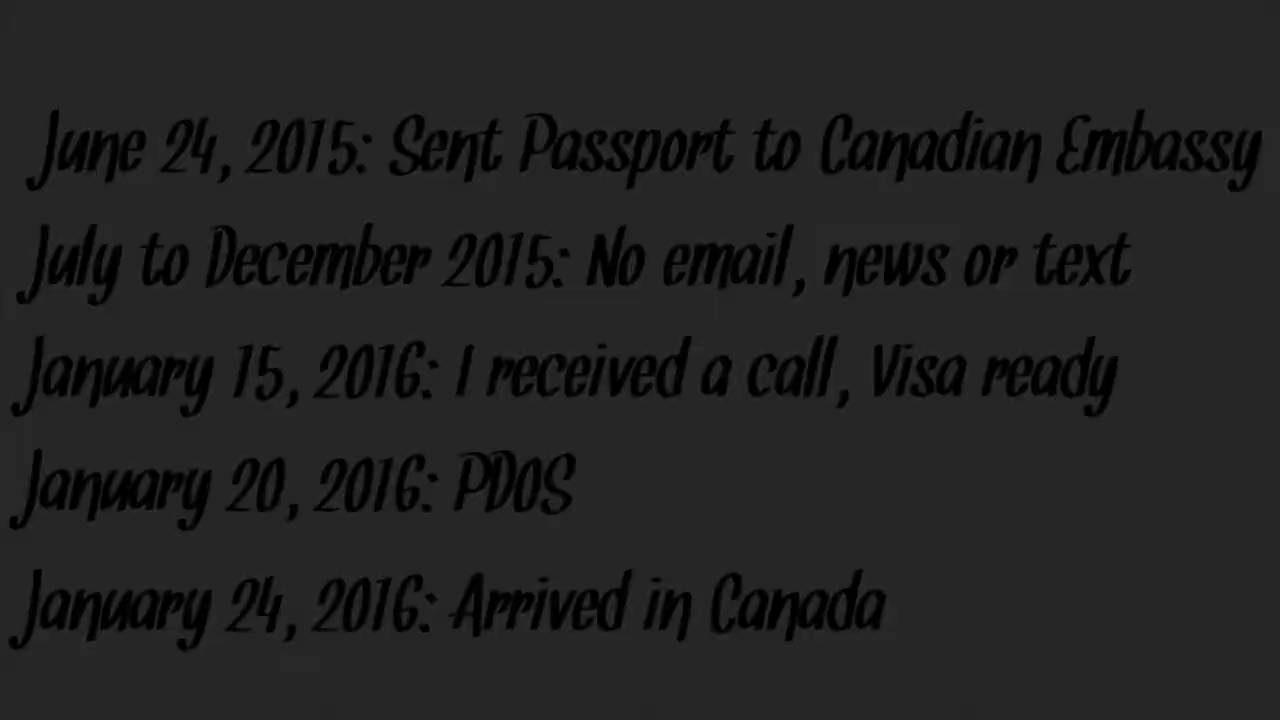 June 24, 2015: Sent Passport to Canadian Embassy
July to December 2015: No email, news or text
January 15, 2016: I received a call, Visa ready
January 20, 2016: PDOS
January 24, 2016: Arrived in Canada